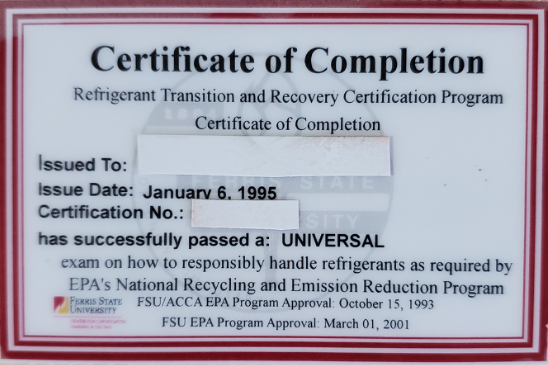 Certificate of Completion
Refrigerant Transition and Recovery Certification Program
Certificate of Completion
Issued To:
FERRIS STATE
Issue Date: January 6, 1995
Certification No.:
has successfully passed a: UNIVERSAL
exam on how to responsibly handle refrigerants as required by
EPA's National Recycling and Emission Reduction Program
FERRIS STATE
UNIVERSITY
FSU/ACCA EPA Program Approval: October 15, 1993
FSU EPA Program Approval: March 01, 2001